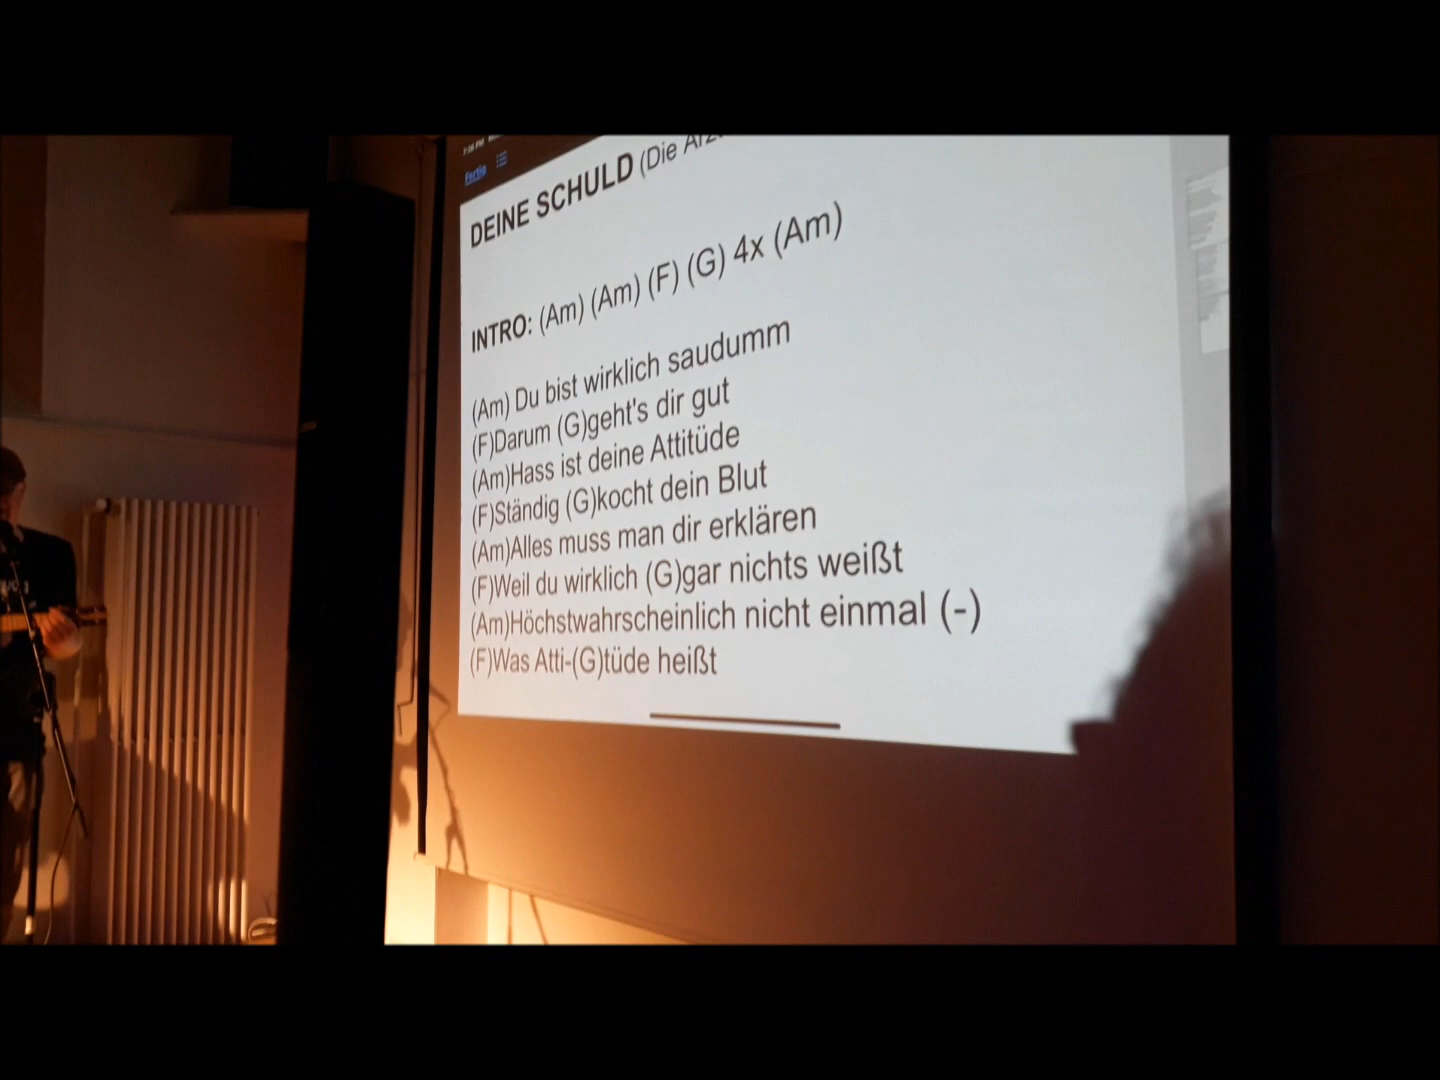 Fertig
DEINE SCHULD (Die
INTRO: (Am) (Am) (F) (G) 4x (Am)
(Am) Du bist wirklich saudumm
(F)Darum (G)geht's dir gut
(Am)Hass ist deine Attitüde
(F)Ständig (G)kocht dein Blut
(Am)Alles muss man dir erklären
(F)Weil du wirklich (G)gar nichts weißt
(Am)Höchstwahrscheinlich nicht einmal (-)
(F)Was Atti-(G)tüde heißt